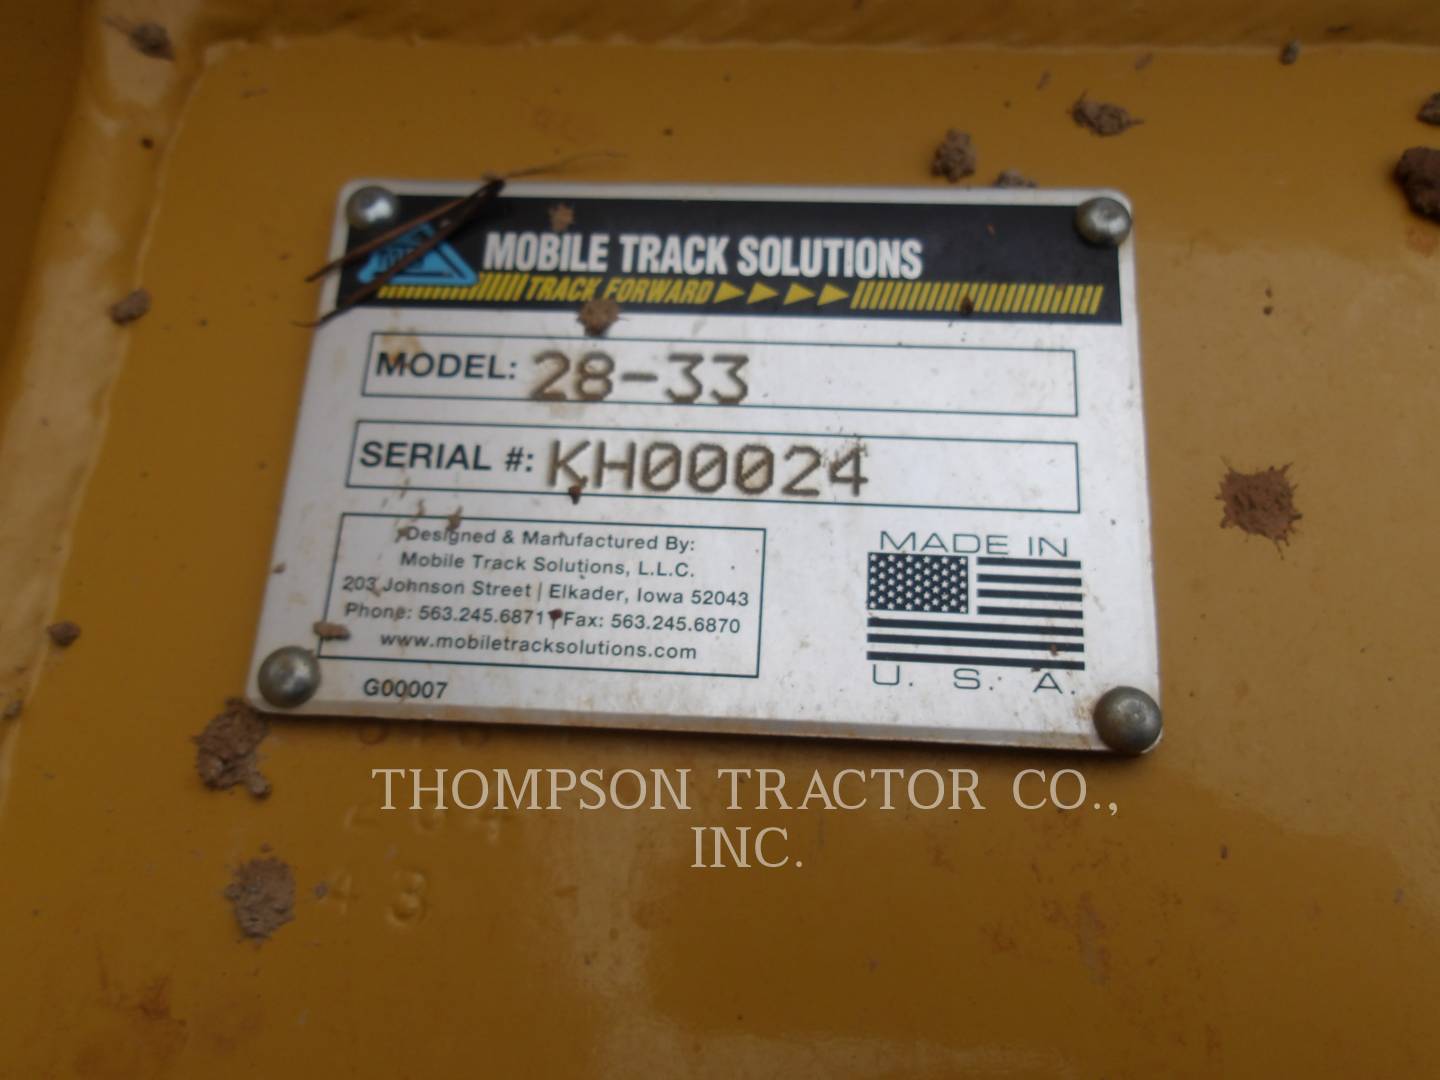 MOBILE TRACK SOLUTIONS
TRACK FORWARD
MODEL: 28-33
SERIAL #: KH00024
Designed & Manufactured By:
Mobile Track Solutions, L.L.C.
203 Johnson Street | Elkader, Iowa 52043
Phone: 563.245.6871 Fax: 563.245.6870
www.mobiletracksolutions.com
G00007
MADE IN
U. S. A.
THOMPSON TRACTOR CO.,
INC.